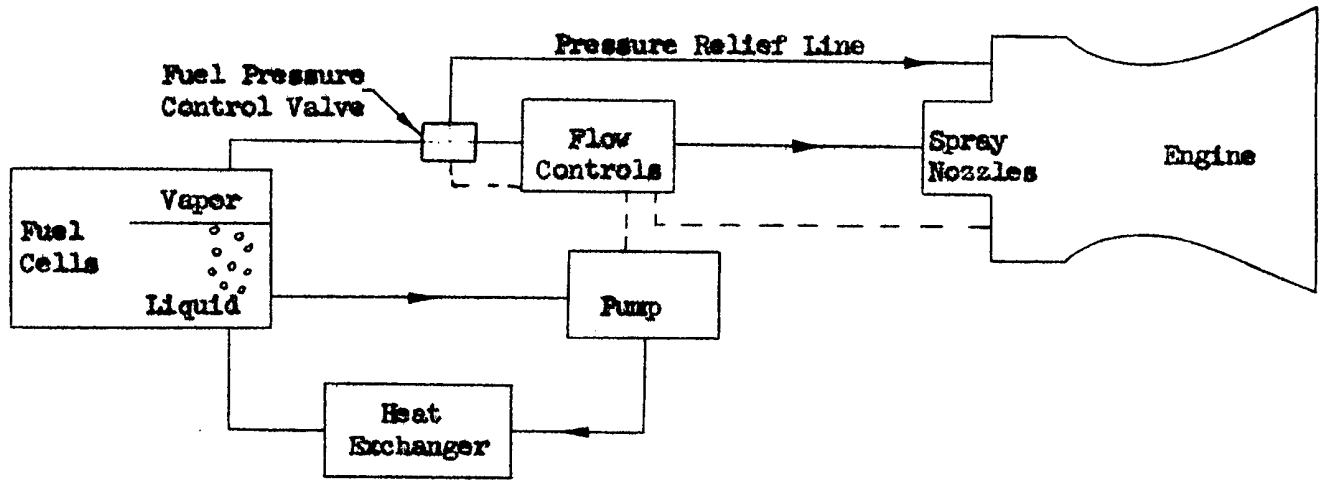 Pressure Relief Line
Fuel Pressure
Control Valve
Flow
Controls
Spray
Nozzles
Engine
Vapor
Fuel
Cells
Liquid
Pump
Heat
Exchanger